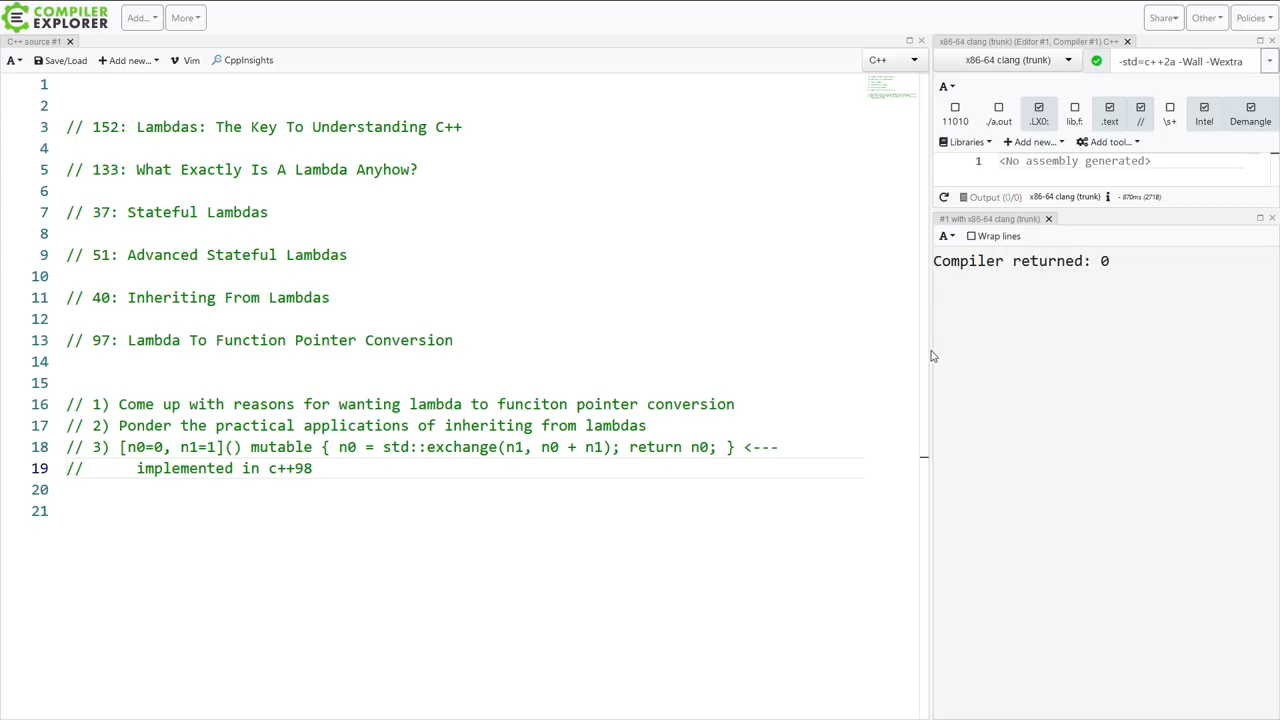 COMPILER EXPLORER
Add...
More
Share
Other
Policies
C++ source #1
A
Save/Load
Add new...
Vim
CppInsights
C++
1
2
3 // 152: Lambdas: The Key To Understanding C++
4
5 // 133: What Exactly Is A Lambda Anyhow?
6
7 // 37: Stateful Lambdas
8
9 // 51: Advanced Stateful Lambdas
10
11 // 40: Inheriting From Lambdas
12
13 // 97: Lambda To Function Pointer Conversion
14
15
16 // 1) Come up with reasons for wanting lambda to funciton pointer conversion
17 // 2) Ponder the practical applications of inheriting from lambdas
18 // 3) [n0=0, n1=1]() mutable { n0 = std::exchange(n1, n0 + n1); return n0; } <---
19 //      implemented in c++98
20
21
x86-64 clang (trunk) (Editor #1, Compiler #1) C++
x86-64 clang (trunk)
-std=c++2a -Wall -Wextra
A
11010
./a.out
.LX0:
lib.f:
.text
//
\s+
Intel
Demangle
Libraries
Add new...
Add tool...
1 <No assembly generated>
Output (0/0) x86-64 clang (trunk) i - 870ms (271B)
#1 with x86-64 clang (trunk)
A
Wrap lines
Compiler returned: 0